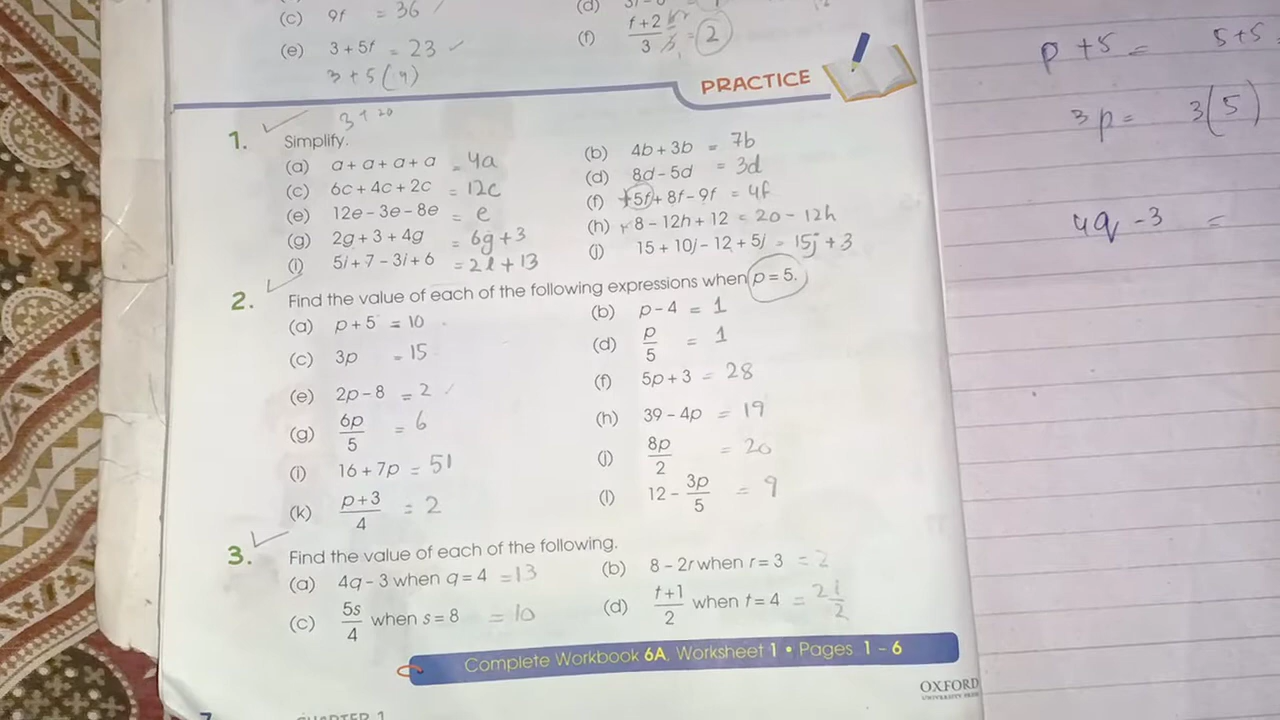 (c) 9f = 36
(d)
(e) 3 + 5f = 23 ✓
(f) f + 2 / 3 = 2
3 + 5 (4)
3 + 20
PRACTICE
p + 5 = 5 + 5 =
3p = 3(5)
4q - 3 =
1. Simplify.
(a) a + a + a + a = 4a
(b) 4b + 3b = 7b
(c) 6c + 4c + 2c = 12c
(d) 8d - 5d = 3d
(e) 12e - 3e - 8e = e
(f) +5f + 8f - 9f = 4f
(g) 2g + 3 + 4g = 6g + 3
(h) 8 - 12h + 12 = 20 - 12h
(i) 5i + 7 - 3i + 6 = 2i + 13
(j) 15 + 10j - 12 + 5j = 15j + 3
2. Find the value of each of the following expressions when p = 5.
(a) p + 5 = 10
(b) p - 4 = 1
(c) 3p = 15
(d) p/5 = 1
(e) 2p - 8 = 2
(f) 5p + 3 = 28
(g) 6p/5 = 6
(h) 39 - 4p = 19
(i) 16 + 7p = 51
(j) 8p/2 = 20
(k) p + 3 / 4 = 2
(l) 12 - 3p/5 = 9
3. Find the value of each of the following.
(a) 4q - 3 when q = 4 = 13
(b) 8 - 2r when r = 3 = 2
(c) 5s/4 when s = 8 = 10
(d) t + 1 / 2 when t = 4 = 2 1/2
Complete Workbook 6A, Worksheet 1 • Pages 1 - 6
OXFORD
UNIVERSITY PRESS
CHAPTER 1